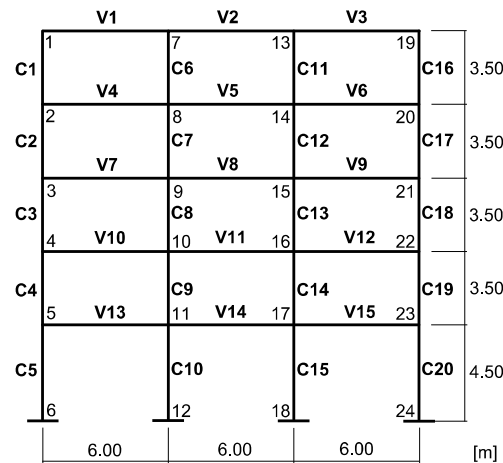 V1 V2 V3
1 7 13 19
C1 C6 C11 C16 3.50
V4 V5 V6
2 8 14 20
C2 C7 C12 C17 3.50
V7 V8 V9
3 9 15 21
C3 C8 C13 C18 3.50
V10 V11 V12
4 10 16 22
C4 C9 C14 C19 3.50
V13 V14 V15
5 11 17 23
C5 C10 C15 C20 4.50
6 12 18 24
6.00 6.00 6.00 [m]